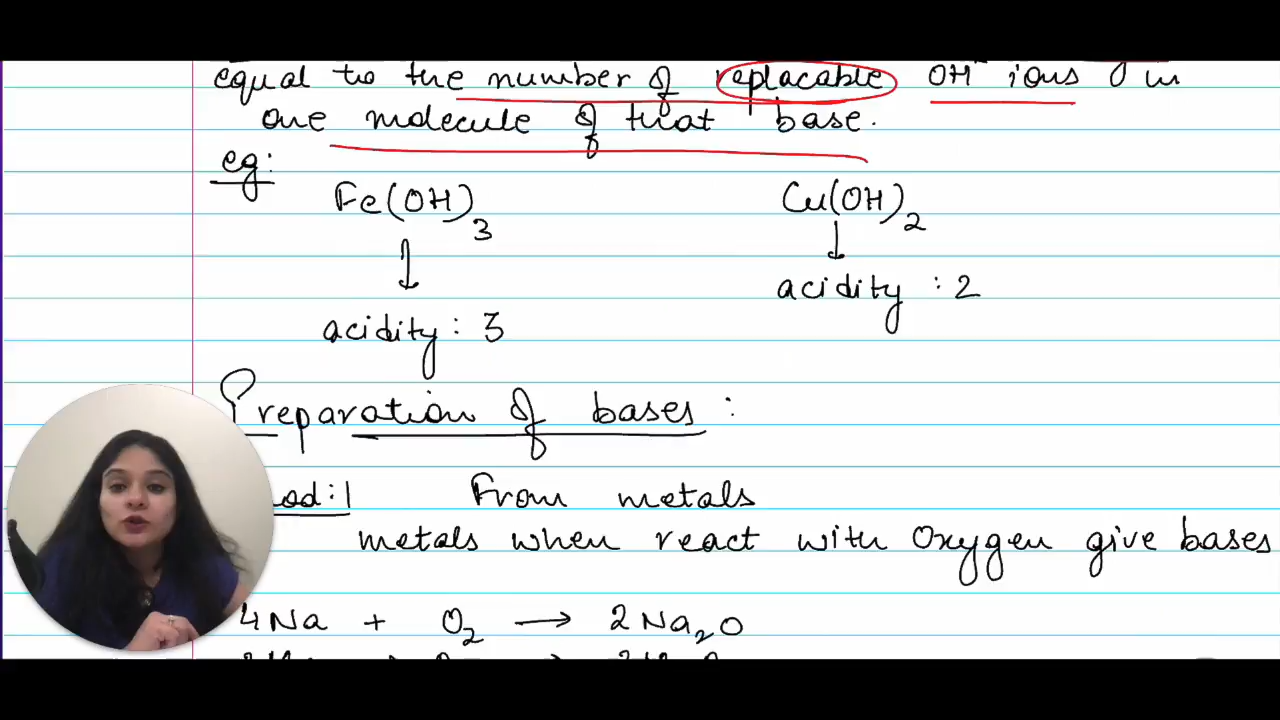 equal to the number of replacable OH⁻ ions in
one molecule of that base.
eg:
Fe(OH)₃ Cu(OH)₂
↓ ↓
acidity : 3 acidity : 2
Preparation of bases :
od:1 From metals
metals when react with Oxygen give bases
4Na + O₂ → 2Na₂O